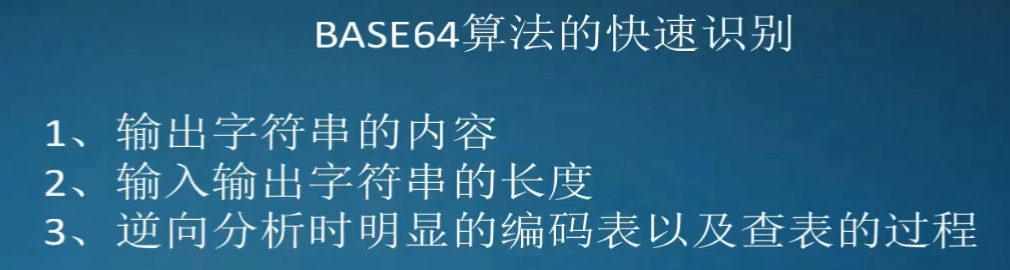 BASE64算法的快速识别
1、输出字符串的内容
2、输入输出字符串的长度
3、逆向分析时明显的编码表以及查表的过程